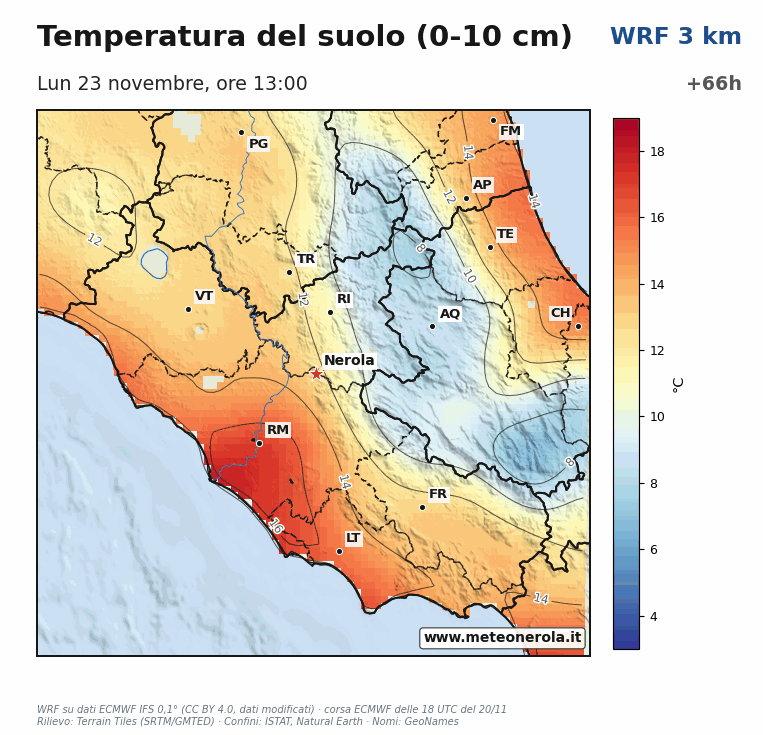 Temperatura del suolo (0-10 cm) WRF 3 km
Lun 23 novembre, ore 13:00 +66h
FM
PG
14
AP
12
14
12
TE
8
10
TR
12
VT
RI
AQ
CH
Nerola
RM
8
14
FR
16
LT
14
www.meteonerola.it
18
16
14
12
10
8
6
4
°C
WRF su dati ECMWF IFS 0,1° (CC BY 4.0, dati modificati) · corsa ECMWF delle 18 UTC del 20/11
Rilievo: Terrain Tiles (SRTM/GMTED) · Confini: ISTAT, Natural Earth · Nomi: GeoNames